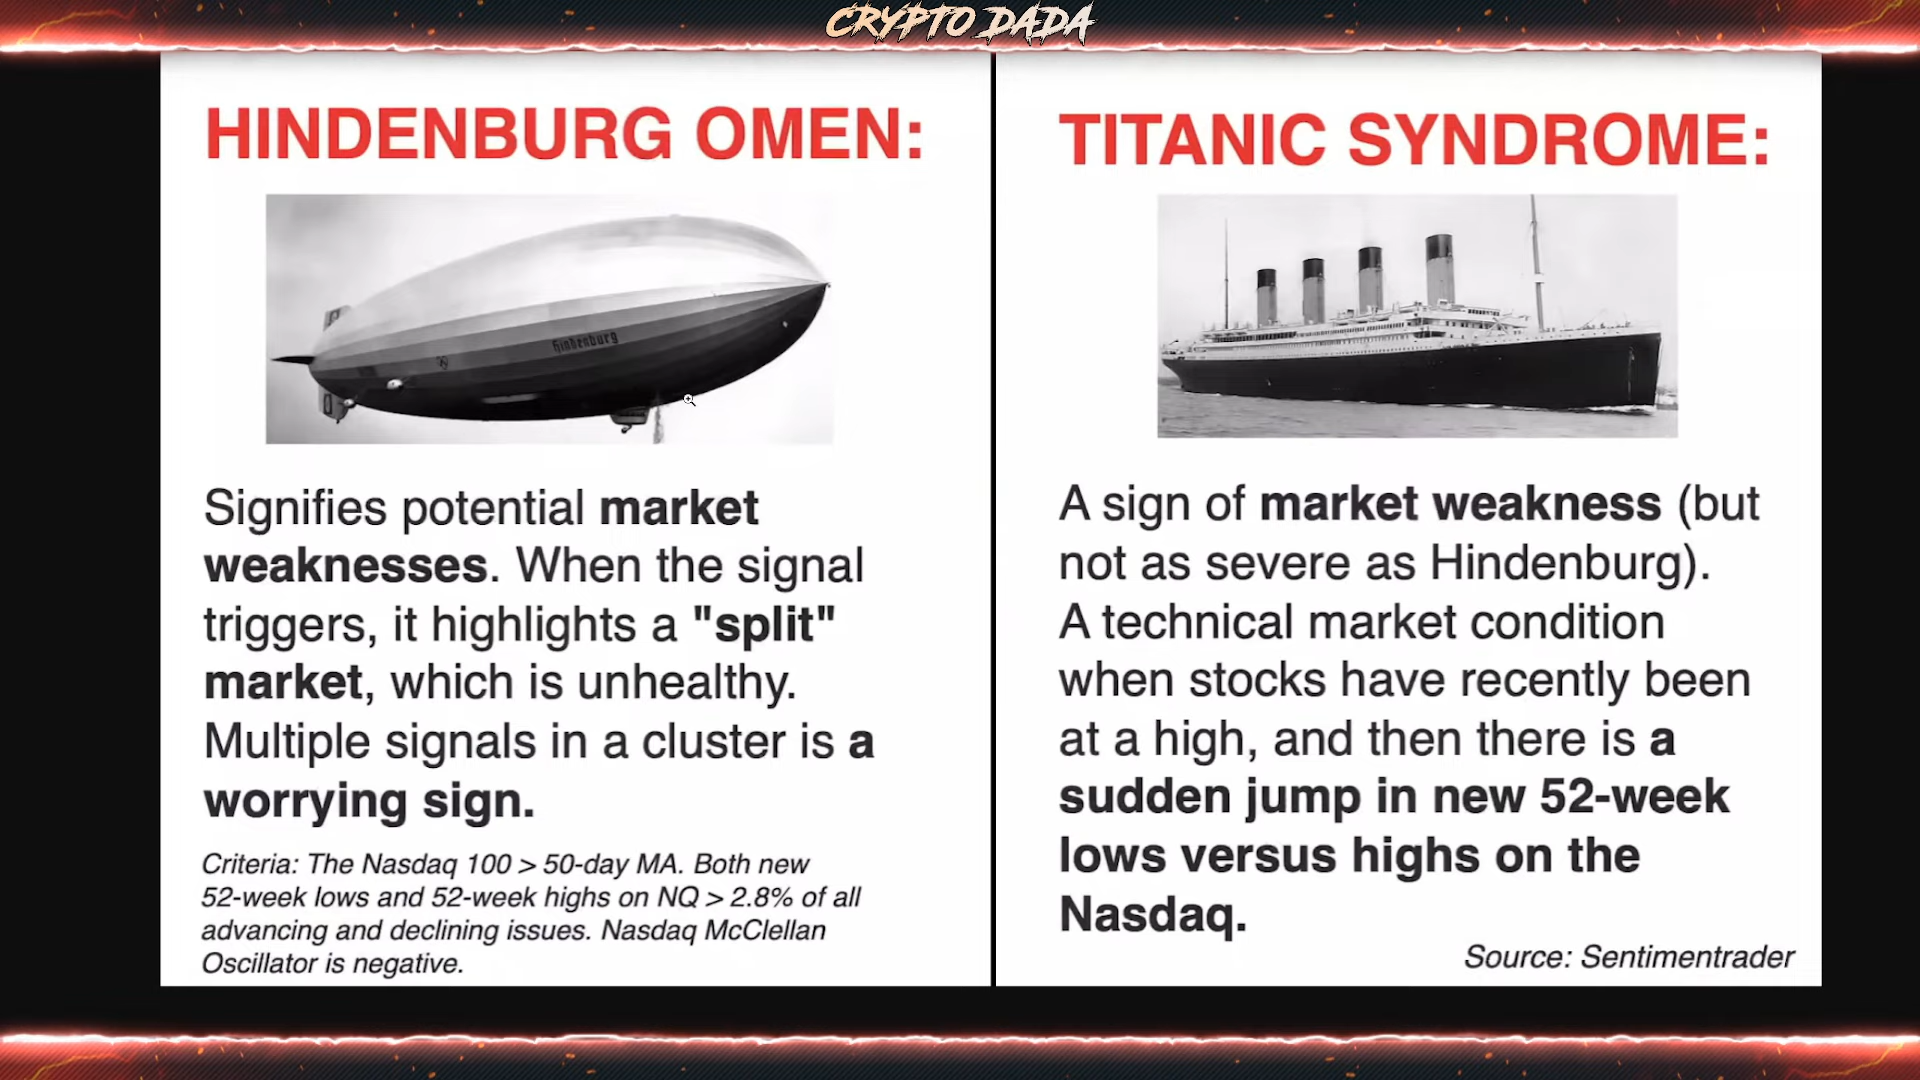 CRYPTO DADA
HINDENBURG OMEN:
Hindenburg
Signifies potential market
weaknesses. When the signal
triggers, it highlights a "split"
market, which is unhealthy.
Multiple signals in a cluster is a
worrying sign.
Criteria: The Nasdaq 100 > 50-day MA. Both new
52-week lows and 52-week highs on NQ > 2.8% of all
advancing and declining issues. Nasdaq McClellan
Oscillator is negative.
TITANIC SYNDROME:
A sign of market weakness (but
not as severe as Hindenburg).
A technical market condition
when stocks have recently been
at a high, and then there is a
sudden jump in new 52-week
lows versus highs on the
Nasdaq.
Source: Sentimentrader